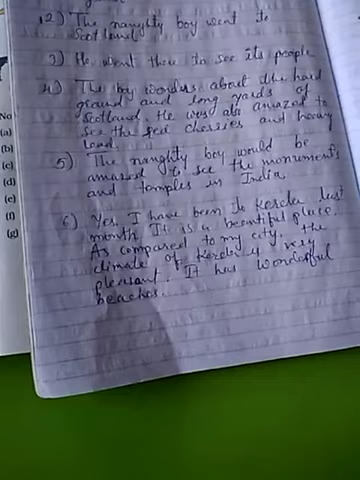 2) The naughty boy went to
Scotland.
3) He went there to see its people
4) The boy wonders about the hard
ground and long yards of
Scotland. He was also amazed to
see the red cherries and heavy
lead.
5) The naughty boy would be
amazed to see the monuments
and temples in India
6) Yes, I have been to Kerala last
month. It is a beautiful place.
As compared to my city, the
climate of Kerala is very
pleasant. It has wonderful
beaches.
No
(a)
(b)
(c)
(d)
(e)
(f)
(g)